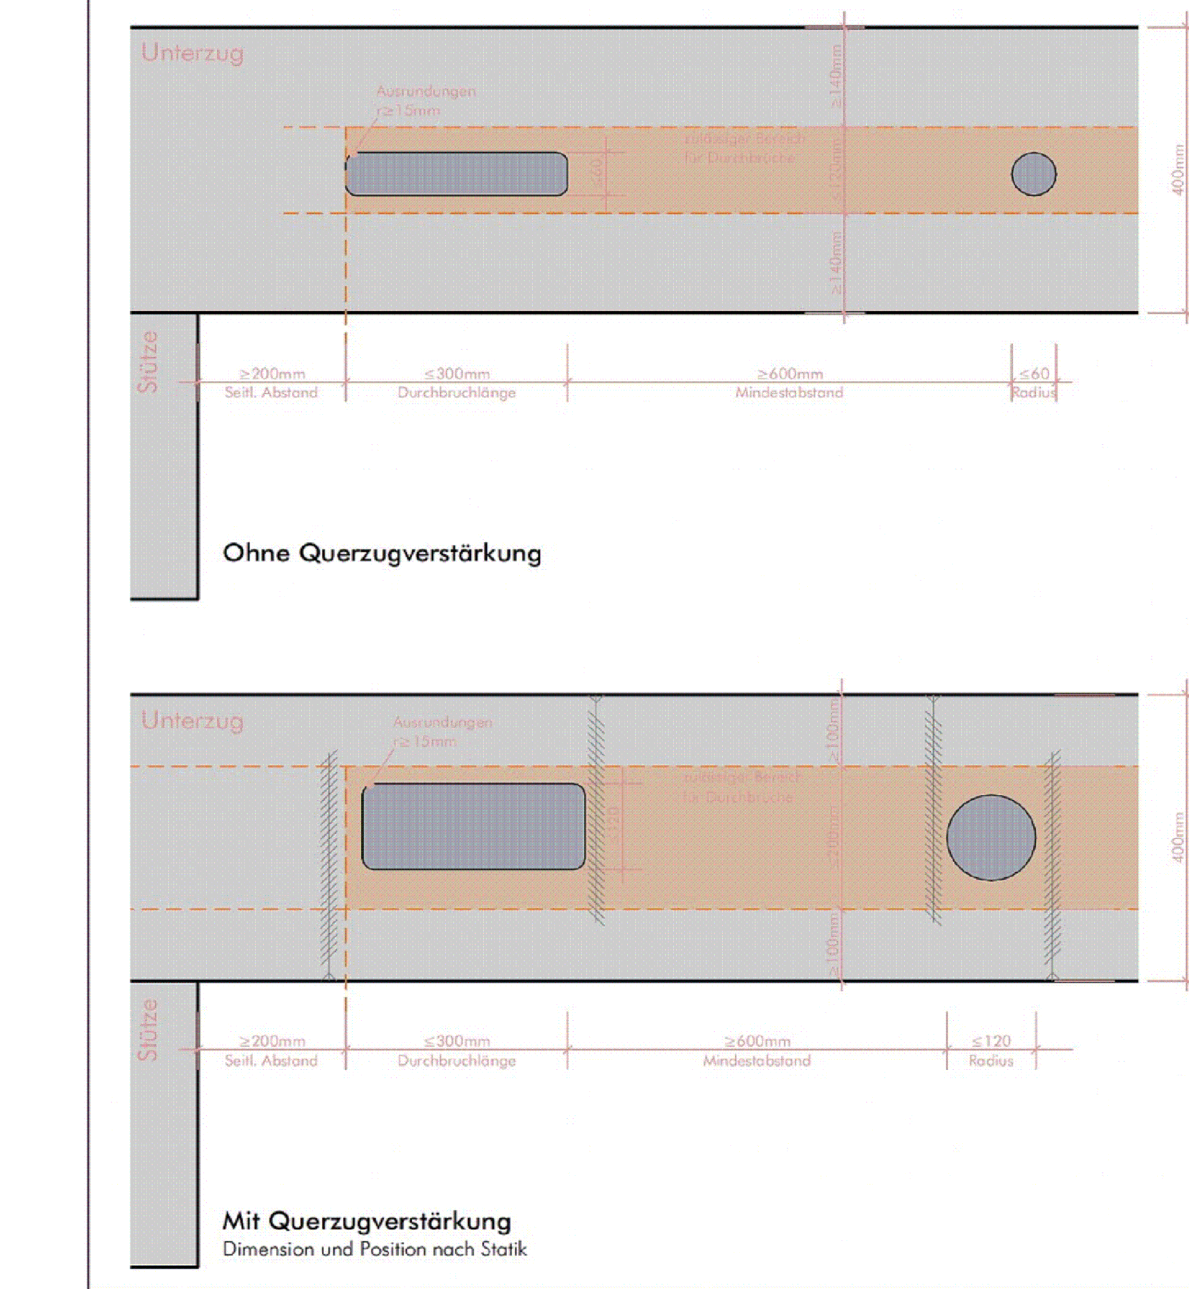 Unterzug
Ausrundungen
r≥15mm
≥140mm
zulässiger Bereich
für Durchbrüche
≤60
≤120mm
400mm
≥140mm
Stütze
≥200mm
Seitl. Abstand
≤300mm
Durchbruchlänge
≥600mm
Mindestabstand
≤60
Radius
Ohne Querzugverstärkung
Unterzug
Ausrundungen
r≥15mm
≥100mm
zulässiger Bereich
für Durchbrüche
≤200mm
400mm
≥100mm
Stütze
≥200mm
Seitl. Abstand
≤300mm
Durchbruchlänge
≥600mm
Mindestabstand
≤120
Radius
Mit Querzugverstärkung
Dimension und Position nach Statik